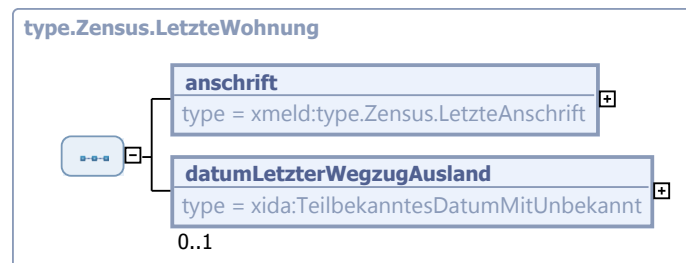 type.Zensus.LetzteWohnung
anschrift
type = xmeld:type.Zensus.LetzteAnschrift
datumLetzterWegzugAusland
type = xida:TeilbekanntesDatumMitUnbekannt
0..1